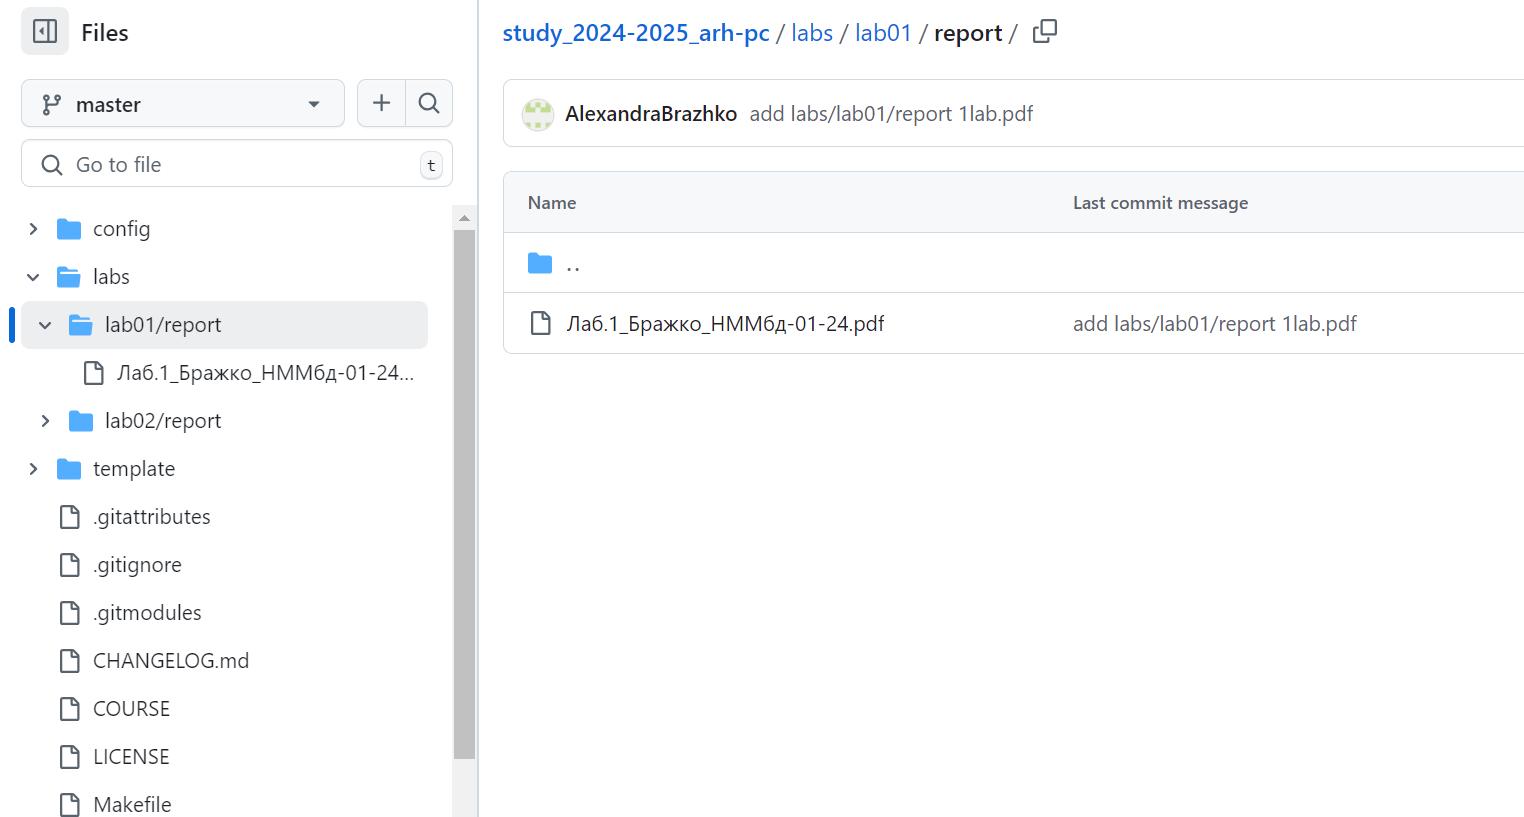 Files
master
Go to file
t
config
labs
lab01/report
Лаб.1_Бражко_НММбд-01-24...
lab02/report
template
.gitattributes
.gitignore
.gitmodules
CHANGELOG.md
COURSE
LICENSE
Makefile
study_2024-2025_arh-pc / labs / lab01 / report /
AlexandraBrazhko add labs/lab01/report 1lab.pdf
Name Last commit message
..
Лаб.1_Бражко_НММбд-01-24.pdf add labs/lab01/report 1lab.pdf